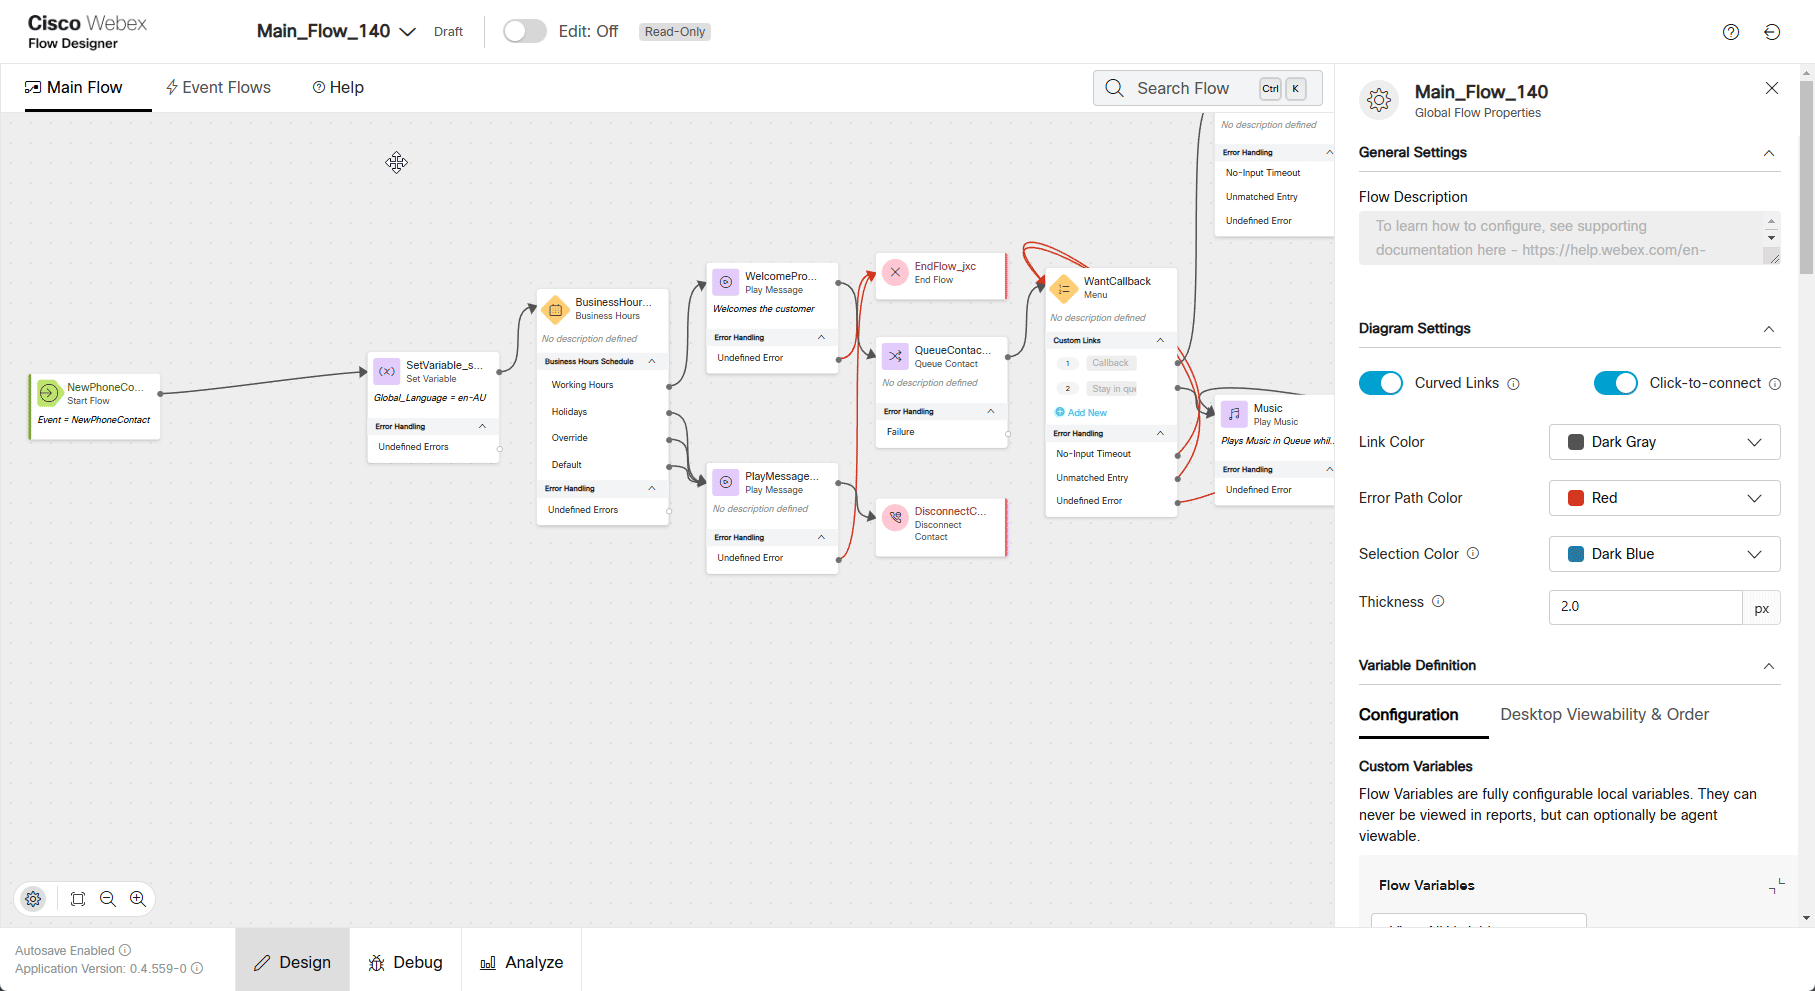 Cisco Webex
Flow Designer
Main_Flow_140
Draft
Edit: Off
Read-Only
Main Flow
Event Flows
Help
Search Flow
Ctrl
K
NewPhoneCo...
Start Flow
Event = NewPhoneContact
SetVariable_s...
Set Variable
Global_Language = en-AU
Error Handling
Undefined Errors
BusinessHour...
Business Hours
No description defined
Business Hours Schedule
Working Hours
Holidays
Override
Default
Error Handling
Undefined Errors
WelcomePro...
Play Message
Welcomes the customer
Error Handling
Undefined Error
PlayMessage...
Play Message
No description defined
Error Handling
Undefined Error
EndFlow_jxc
End Flow
QueueContac...
Queue Contact
No description defined
Error Handling
Failure
DisconnectC...
Disconnect
Contact
WantCallback
Menu
No description defined
Custom Links
1
Callback
2
Stay in que
Add New
Error Handling
No-Input Timeout
Unmatched Entry
Undefined Error
No description defined
Error Handling
No-Input Timeout
Unmatched Entry
Undefined Error
Music
Play Music
Plays Music in Queue whil...
Error Handling
Undefined Error
Main_Flow_140
Global Flow Properties
General Settings
Flow Description
To learn how to configure, see supporting
documentation here - https://help.webex.com/en-
Diagram Settings
Curved Links
Click-to-connect
Link Color
Dark Gray
Error Path Color
Red
Selection Color
Dark Blue
Thickness
2.0
px
Variable Definition
Configuration
Desktop Viewability & Order
Custom Variables
Flow Variables are fully configurable local variables. They can
never be viewed in reports, but can optionally be agent
viewable.
Flow Variables
Autosave Enabled
Application Version: 0.4.559-0
Design
Debug
Analyze